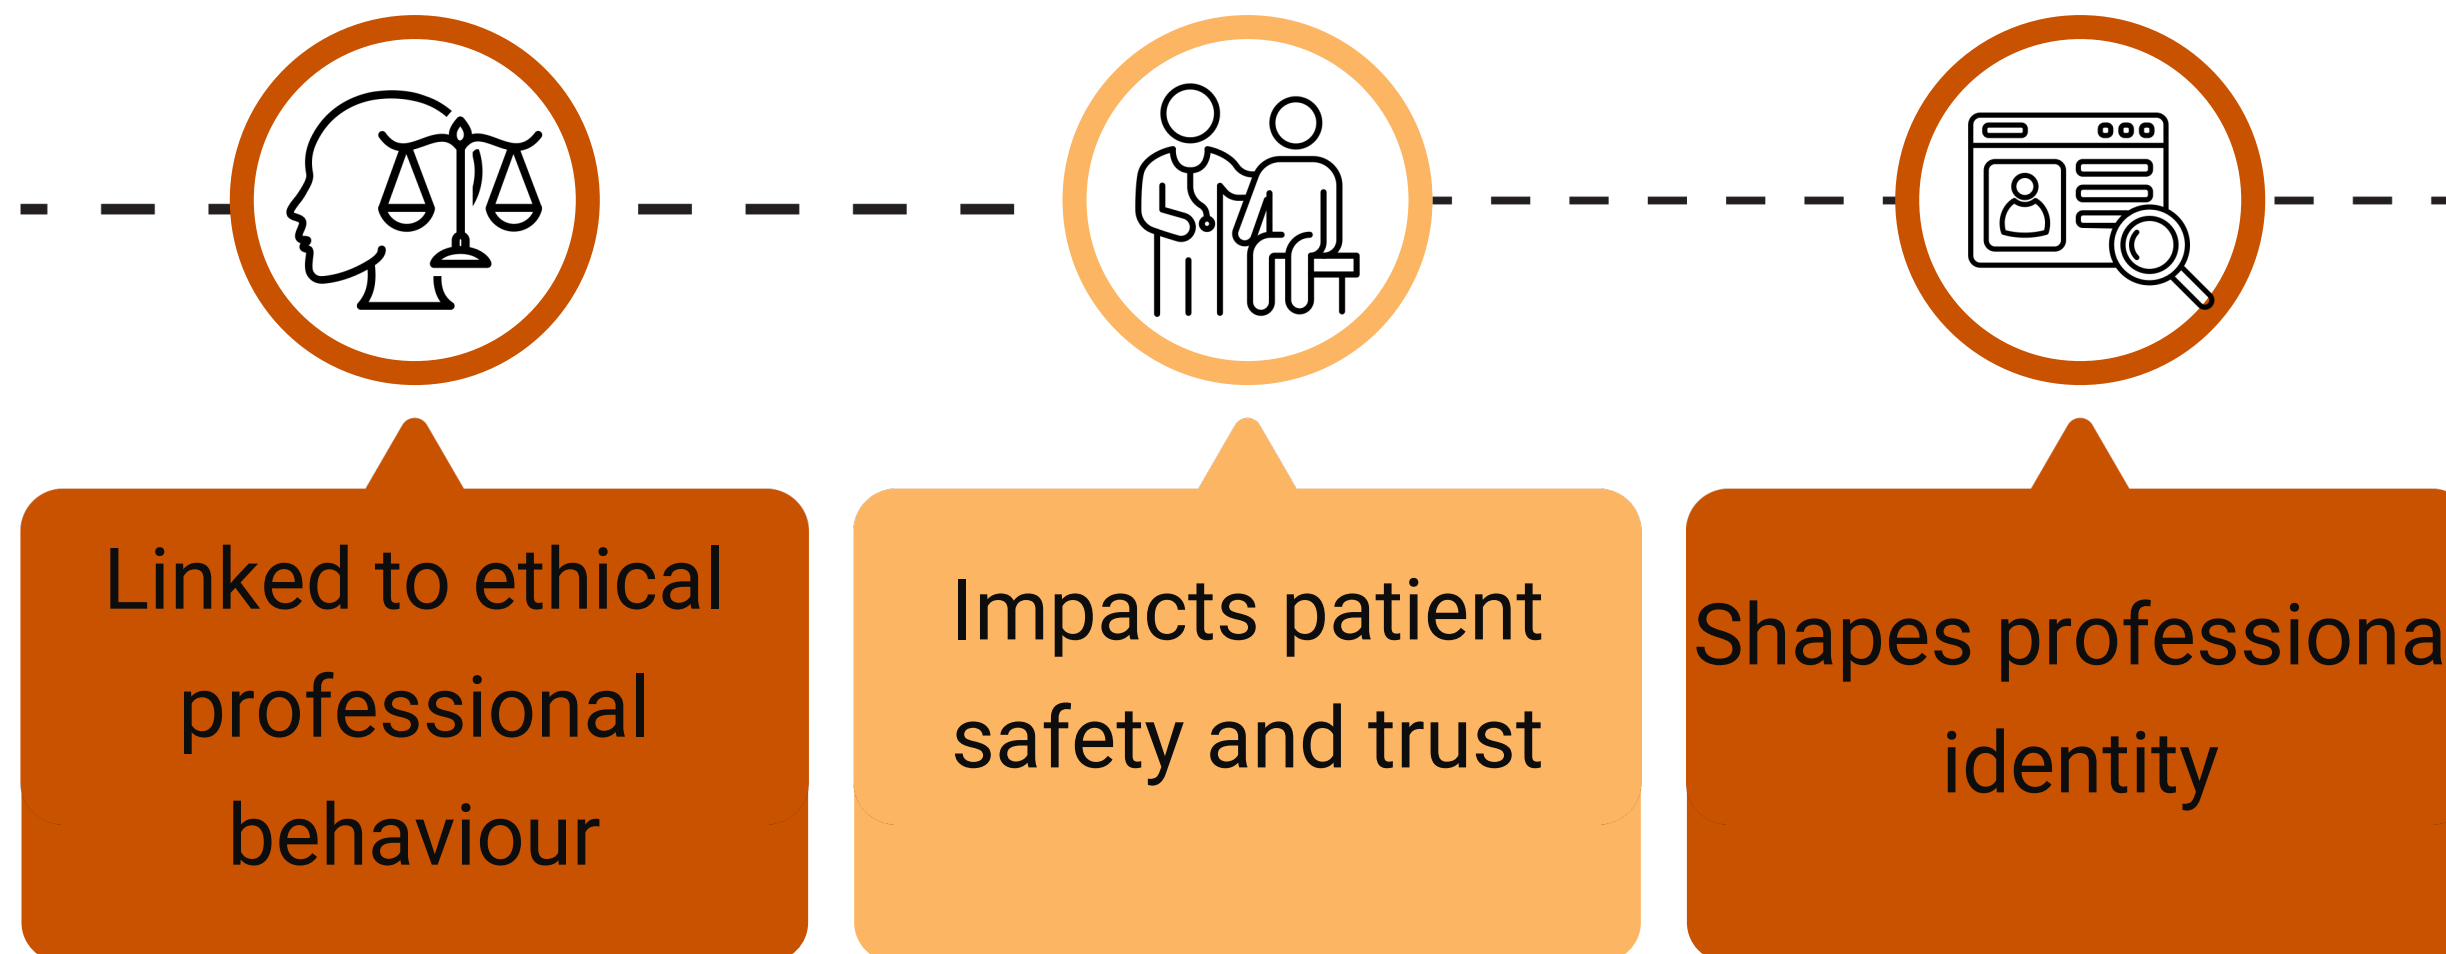 Linked to ethical
professional
behaviour
Impacts patient
safety and trust
Shapes professiona
identity